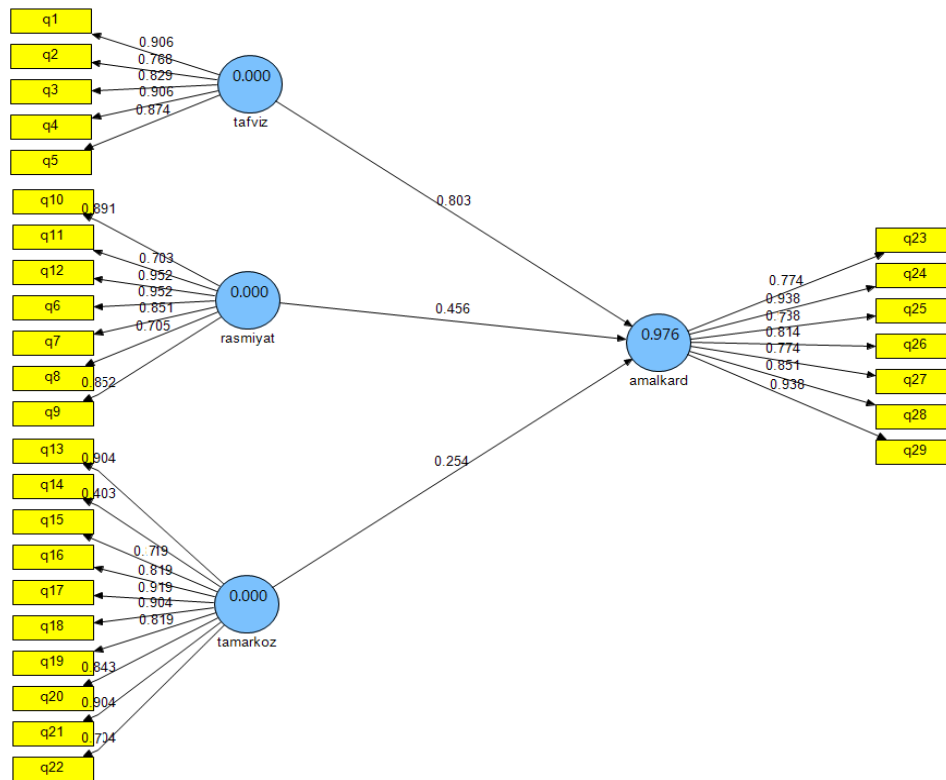 q1
q2
q3
q4
q5
0.906
0.768
0.829
0.906
0.874
0.000
tafviz
0.803
q10
q11
q12
q6
q7
q8
q9
0.891
0.703
0.952
0.952
0.851
0.705
0.852
0.000
rasmiyat
0.456
q13
q14
q15
q16
q17
q18
q19
q20
q21
q22
0.904
0.403
0.719
0.819
0.919
0.904
0.819
0.843
0.904
0.704
0.000
tamarkoz
0.254
0.976
amalkard
0.774
0.938
0.738
0.814
0.774
0.851
0.938
q23
q24
q25
q26
q27
q28
q29